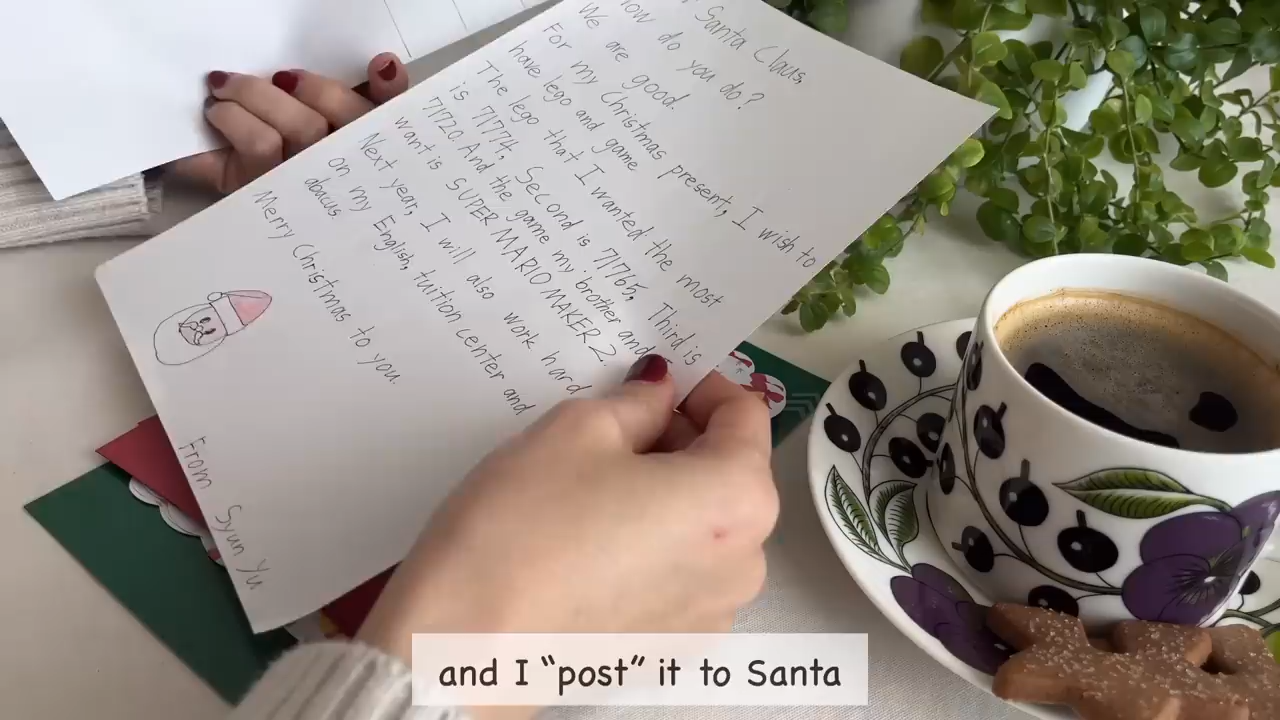 Santa Claus,
How do you do?
We are good.
For my Christmas present, I wish to
have lego and game
The lego that I wanted the most
is 71774, Second is 71765, Third is
71720. And the game my brother and
want is SUPER MARIO MAKER 2.
Next year, I will also work hard
on my English, tuition center and
abacus
Merry Christmas to you.
From Syun Yu
and I “post” it to Santa